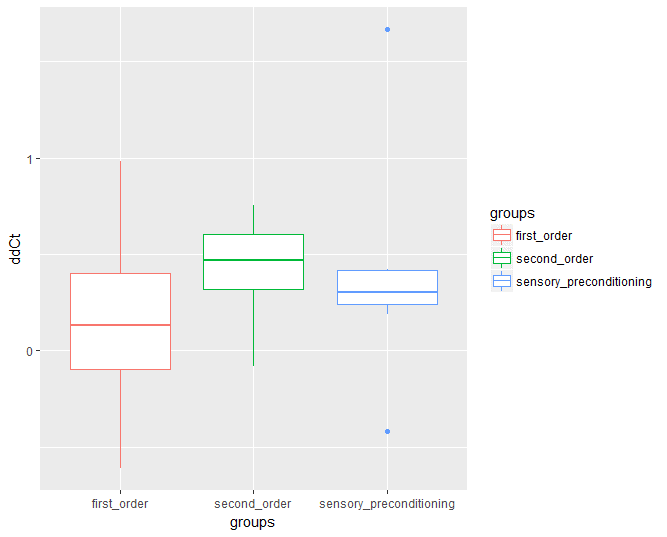 ddCt
1
0
first_order
second_order
sensory_preconditioning
groups
groups
first_order
second_order
sensory_preconditioning